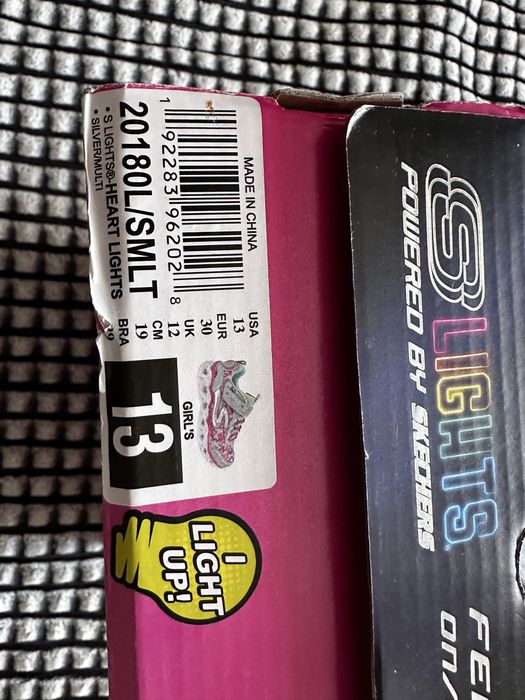 MADE IN CHINA
1 92283 96202 8
20180L/SMLT
• S LIGHTS®-HEART LIGHTS
• SILVER/MULTI
USA
13
EUR
30
UK
12
CM
19
BRA
GIRL'S
13
I
LIGHT
UP!
S LIGHTS
POWERED BY SKECHERS